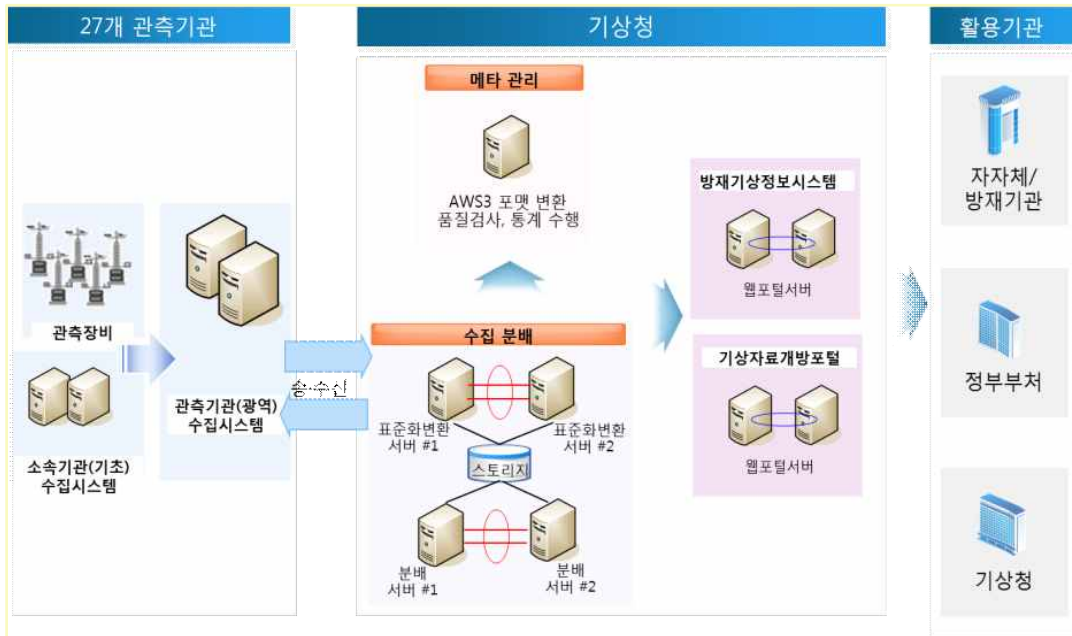 27개 관측기관
기상청
활용기관
메타 관리
AWS3 포맷 변환
품질검사, 통계 수행
방재기상정보시스템
웹포털서버
기상자료개방포털
웹포털서버
관측장비
소속기관(기초)
수집시스템
관측기관(광역)
수집시스템
송·수신
수집 분배
표준화변환
서버 #1
표준화변환
서버 #2
스토리지
분배
서버 #1
분배
서버 #2
자자체/
방재기관
정부부처
기상청